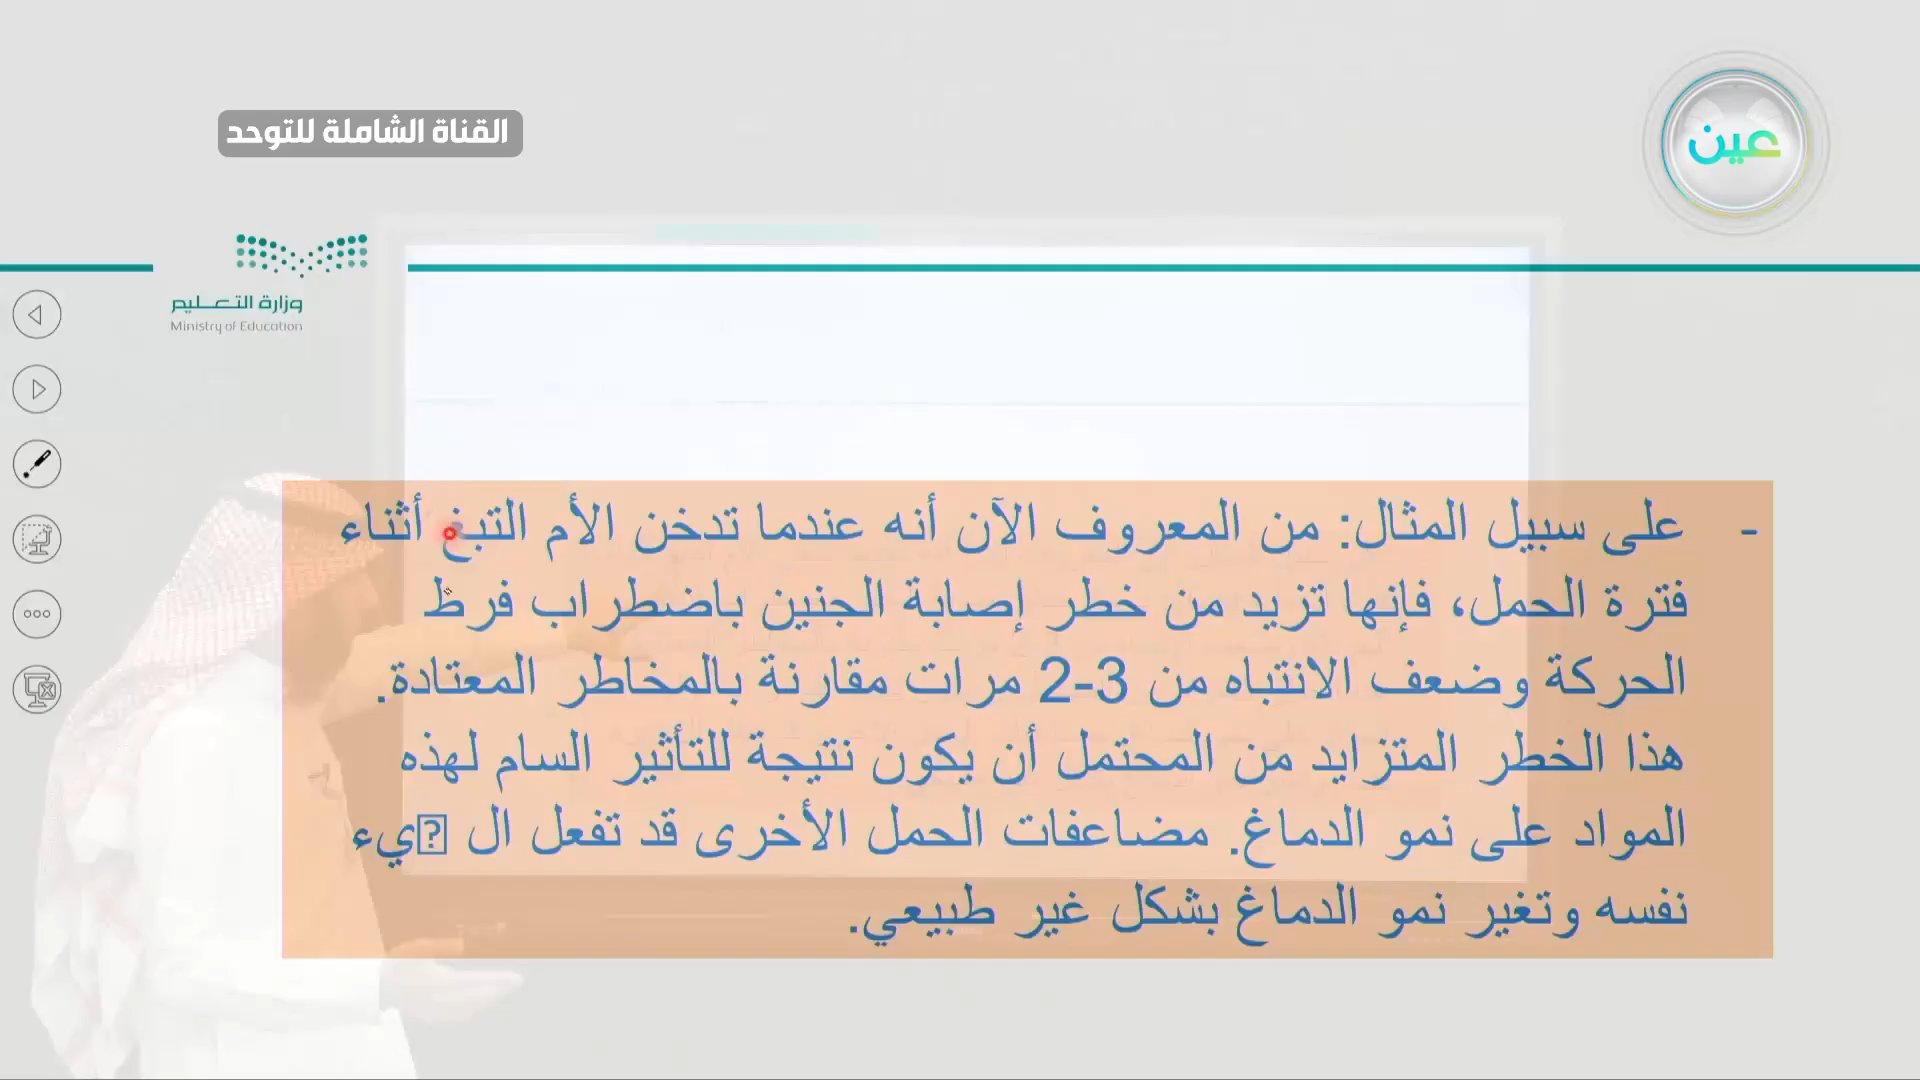 القناة الشاملة للتوحد
عين
وزارة التعليم
Ministry of Education
- على سبيل المثال: من المعروف الآن أنه عندما تدخن الأم التبغ أثناء
فترة الحمل، فإنها تزيد من خطر إصابة الجنين باضطراب فرط
الحركة وضعف الانتباه من 3-2 مرات مقارنة بالمخاطر المعتادة.
هذا الخطر المتزايد من المحتمل أن يكون نتيجة للتأثير السام لهذه
المواد على نمو الدماغ. مضاعفات الحمل الأخرى قد تفعل ال يء
نفسه وتغير نمو الدماغ بشكل غير طبيعي.